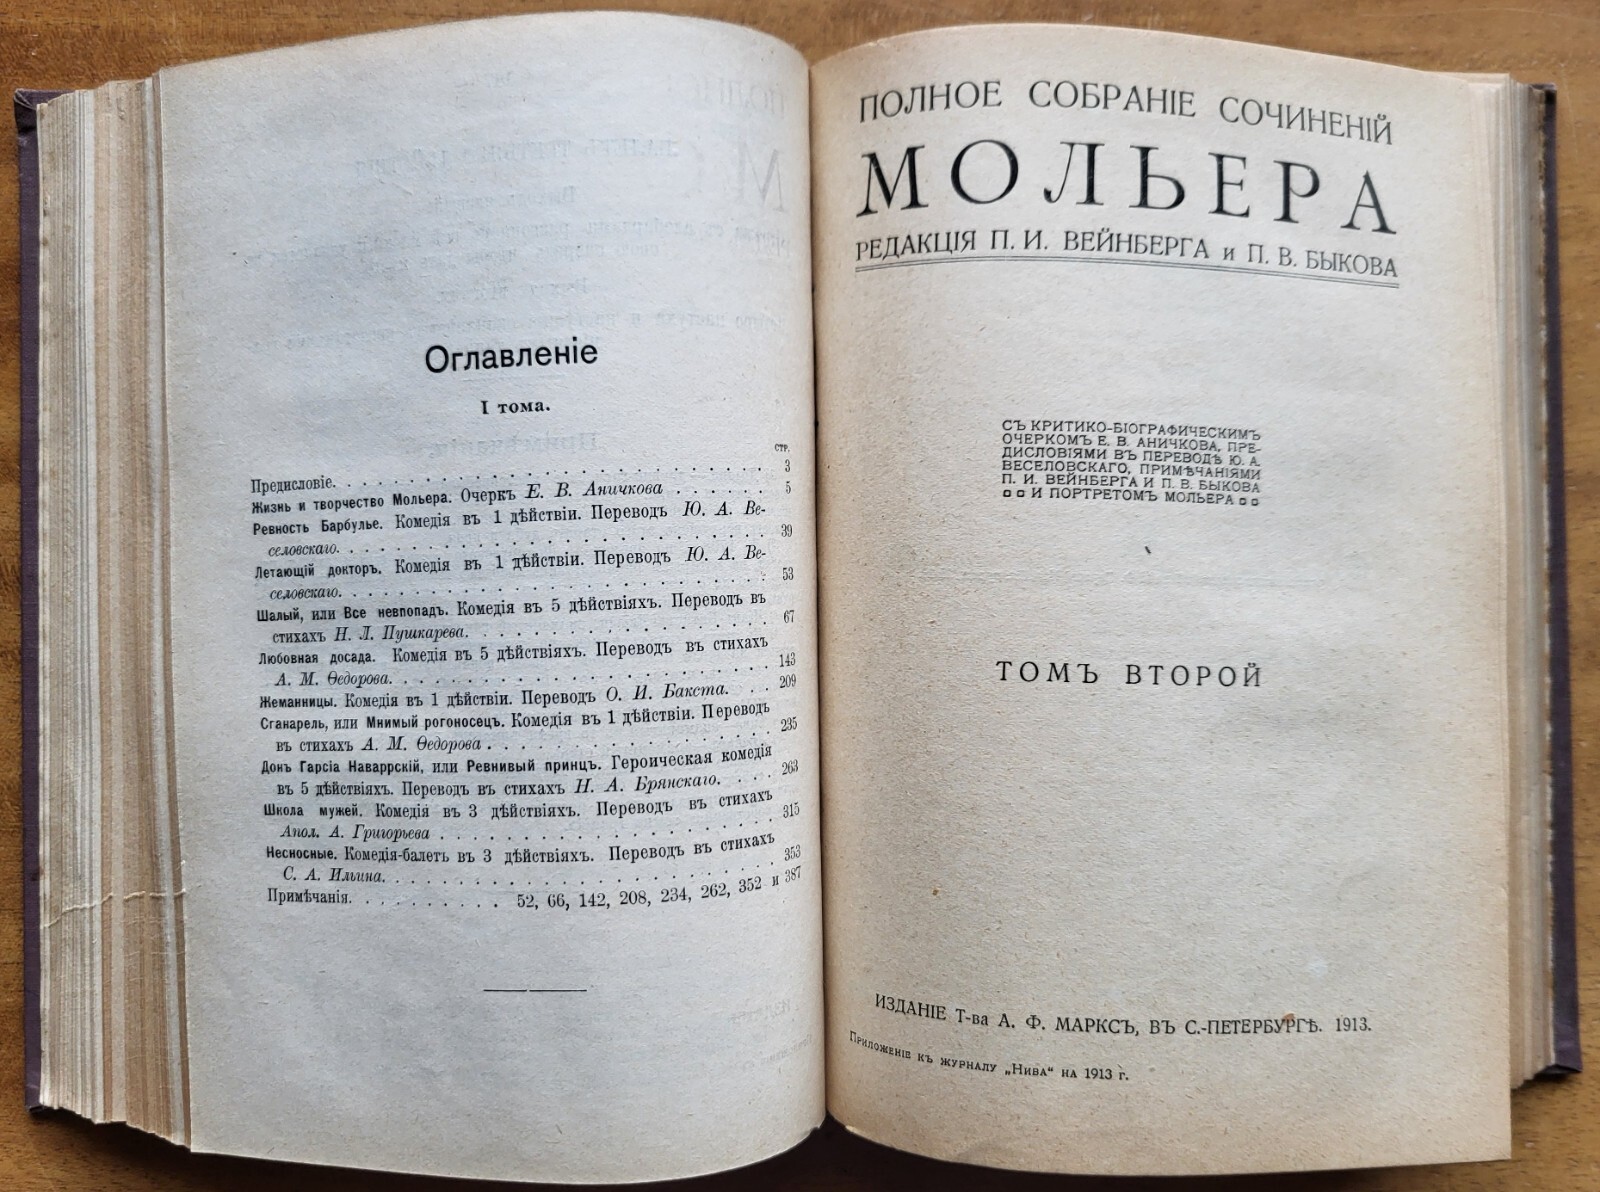 Оглавленіе
I тома.
СТР.
Предисловіе. . . . . . . . . . . . . . . . . . . . . . . . 3
Жизнь и творчество Мольера. Очеркъ Е. В. Аничкова . . . . . . 5
Ревность Барбулье. Комедія въ 1 дѣйствіи. Переводъ Ю. А. Ве-
селовскаго. . . . . . . . . . . . . . . . . . . . . . . . 39
Летающій докторъ. Комедія въ 1 дѣйствіи. Переводъ Ю. А. Ве-
селовскаго. . . . . . . . . . . . . . . . . . . . . . . . 53
Шалый, или Все невпопадъ. Комедія въ 5 дѣйствіяхъ. Переводъ въ
стихахъ Н. Л. Пушкарева. . . . . . . . . . . . . . . . . 67
Любовная досада. Комедія въ 5 дѣйствіяхъ. Переводъ въ стихахъ
А. М. Ѳедорова. . . . . . . . . . . . . . . . . . . . . . 143
Жеманницы. Комедія въ 1 дѣйствіи. Переводъ О. И. Бакста. . . 209
Сганарель, или Мнимый рогоносецъ. Комедія въ 1 дѣйствіи. Переводъ
въ стихахъ А. М. Ѳедорова . . . . . . . . . . . . . . . . 235
Донъ Гарсіа Наваррскій, или Ревнивый принцъ. Героическая комедія
въ 5 дѣйствіяхъ. Переводъ въ стихахъ Н. А. Брянскаго. . . . 263
Школа мужей. Комедія въ 3 дѣйствіяхъ. Переводъ въ стихахъ
Апол. А. Григорьева . . . . . . . . . . . . . . . . . . . 315
Несносные. Комедія-балетъ въ 3 дѣйствіяхъ. Переводъ въ стихахъ
С. А. Ильина. . . . . . . . . . . . . . . . . . . . . . . 353
Примѣчанія. . . . . . . . . . 52, 66, 142, 208, 234, 262, 352 и 387
ПОЛНОЕ СОБРАНІЕ СОЧИНЕНІЙ
МОЛЬЕРА
РЕДАКЦІЯ П. И. ВЕЙНБЕРГА и П. В. БЫКОВА
СЪ КРИТИКО-БІОГРАФИЧЕСКИМЪ
ОЧЕРКОМЪ Е. В. АНИЧКОВА, ПРЕ-
ДИСЛОВІЯМИ ВЪ ПЕРЕВОДѢ Ю. А.
ВЕСЕЛОВСКАГО, ПРИМѢЧАНІЯМИ
П. И. ВЕЙНБЕРГА И П. В. БЫКОВА
И ПОРТРЕТОМЪ МОЛЬЕРА
ТОМЪ ВТОРОЙ
ИЗДАНІЕ Т-ва А. Ф. МАРКСЪ, ВЪ С.-ПЕТЕРБУРГѢ. 1913.
Приложеніе къ журналу „Нива“ на 1913 г.